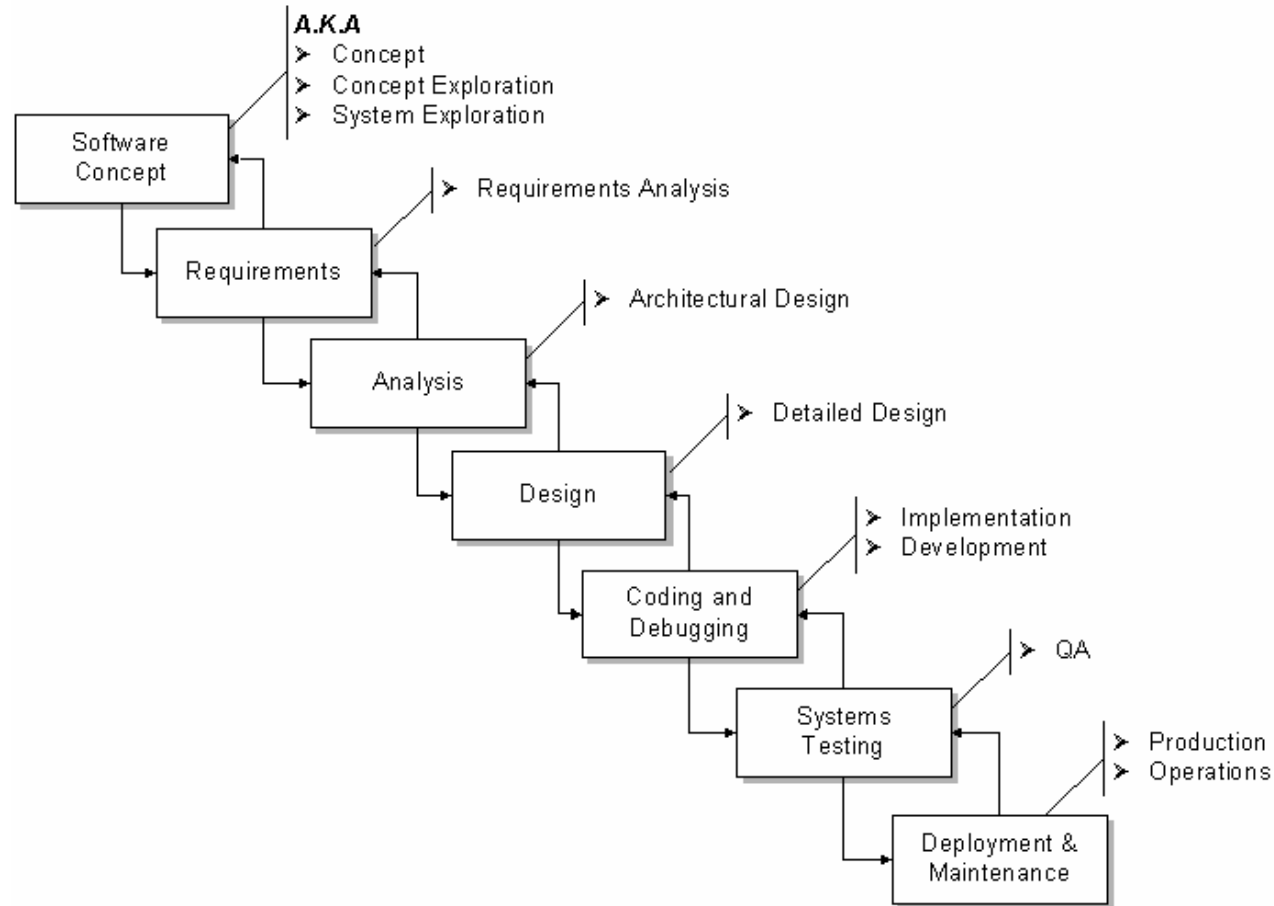 A.K.A
➢ Concept
➢ Concept Exploration
➢ System Exploration
Software
Concept
➢ Requirements Analysis
Requirements
➢ Architectural Design
Analysis
➢ Detailed Design
Design
➢ Implementation
➢ Development
Coding and
Debugging
➢ QA
Systems
Testing
➢ Production
➢ Operations
Deployment &
Maintenance